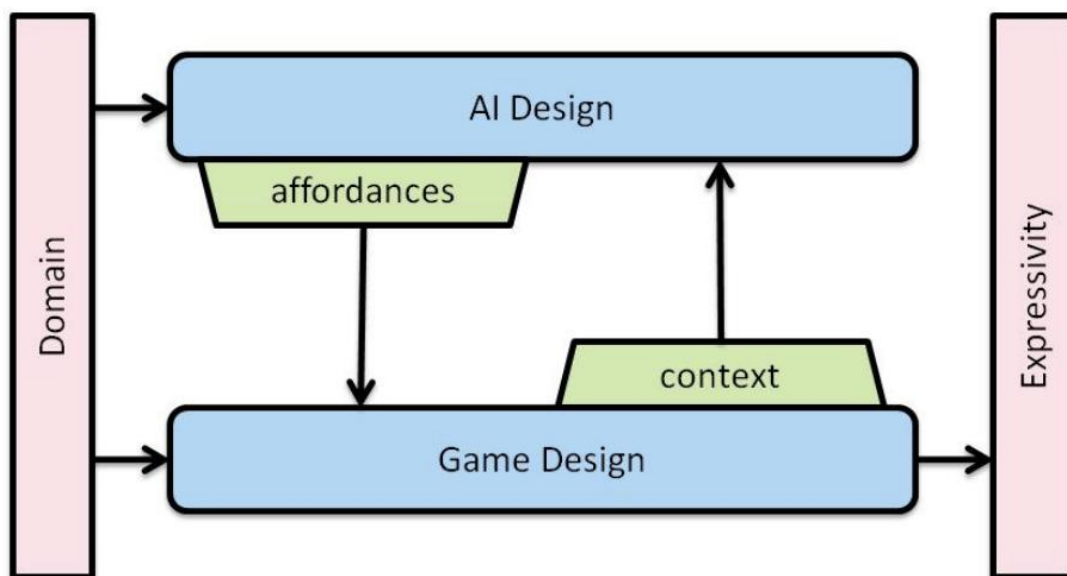 Domain
AI Design
affordances
context
Game Design
Expressivity